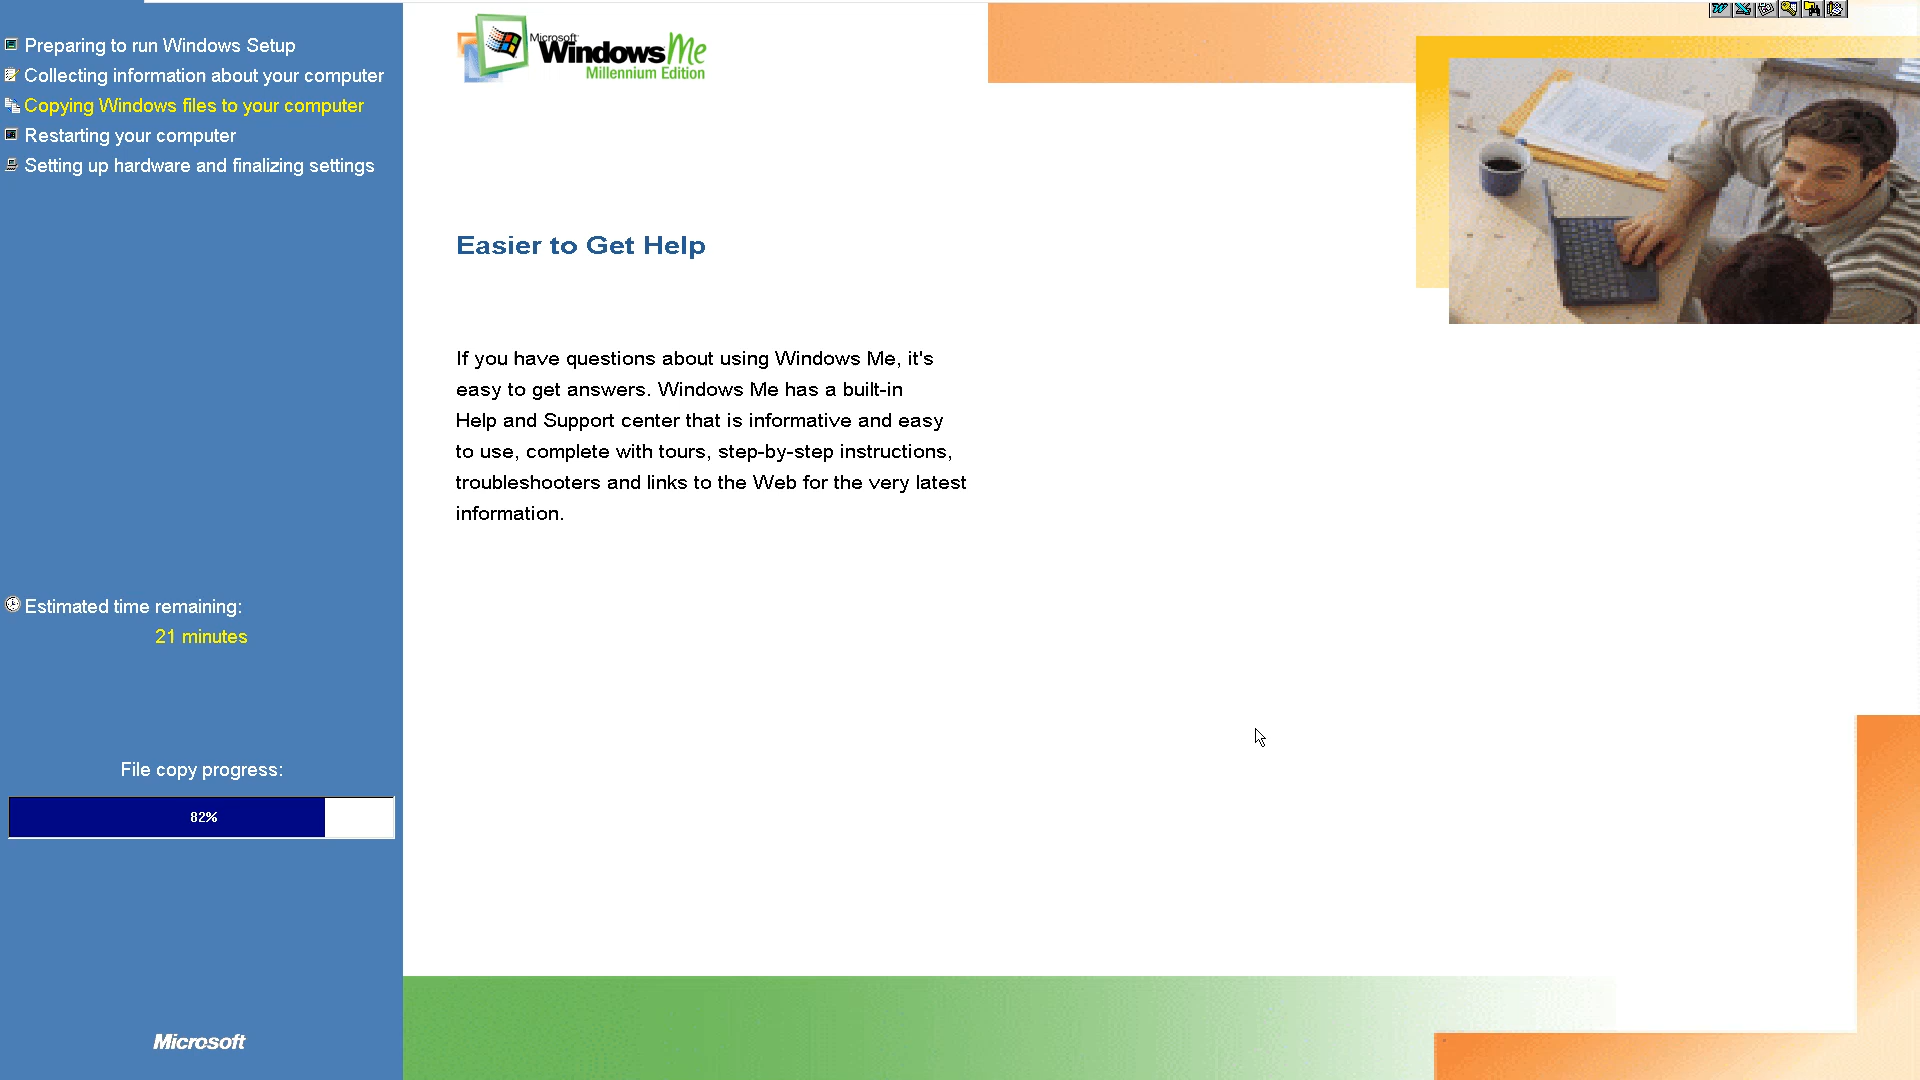 Preparing to run Windows Setup
Collecting information about your computer
Copying Windows files to your computer
Restarting your computer
Setting up hardware and finalizing settings
Estimated time remaining:
21 minutes
File copy progress:
82%
Microsoft
Microsoft
Windows Me
Millennium Edition
Easier to Get Help
If you have questions about using Windows Me, it's
easy to get answers. Windows Me has a built-in
Help and Support center that is informative and easy
to use, complete with tours, step-by-step instructions,
troubleshooters and links to the Web for the very latest
information.